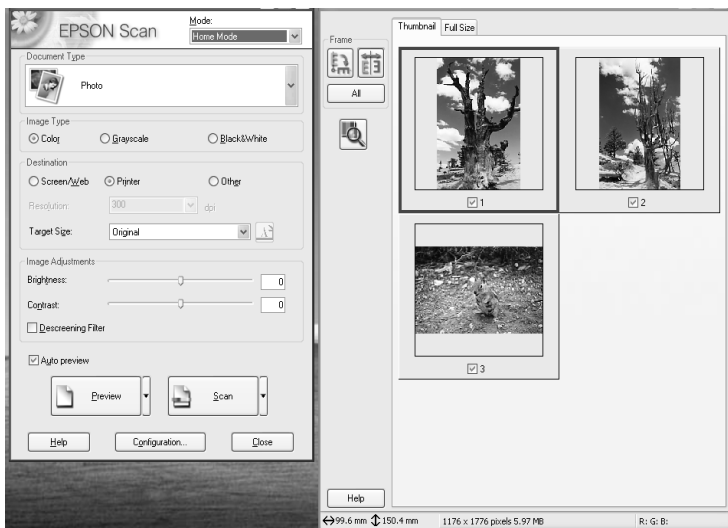 EPSON Scan
Mode:
Home Mode
Document Type
Photo
Image Type
Color
Grayscale
Black&White
Destination
Screen/Web
Printer
Other
Resolution:
300
dpi
Target Size:
Original
Image Adjustments
Brightness:
0
Contrast:
0
Descreening Filter
Auto preview
Preview
Scan
Help
Configuration...
Close
Frame
All
Help
Thumbnail
Full Size
1
2
3
99.6 mm
150.4 mm
1176 x 1776 pixels 5.97 MB
R: G: B: